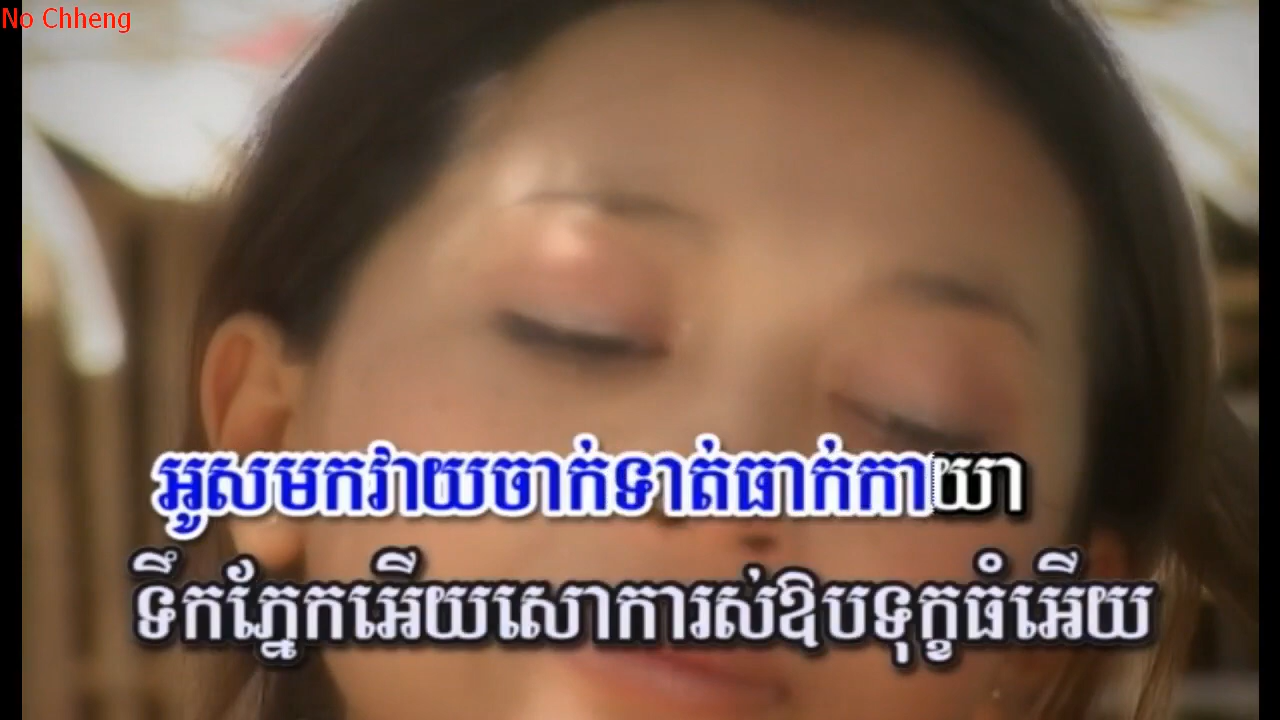 No Chheng
អូសមកវាយចាក់ទាត់ធាក់កាយា
ទឹកភ្នែកអើយសោការស់ឱបទុក្ខធំអើយ